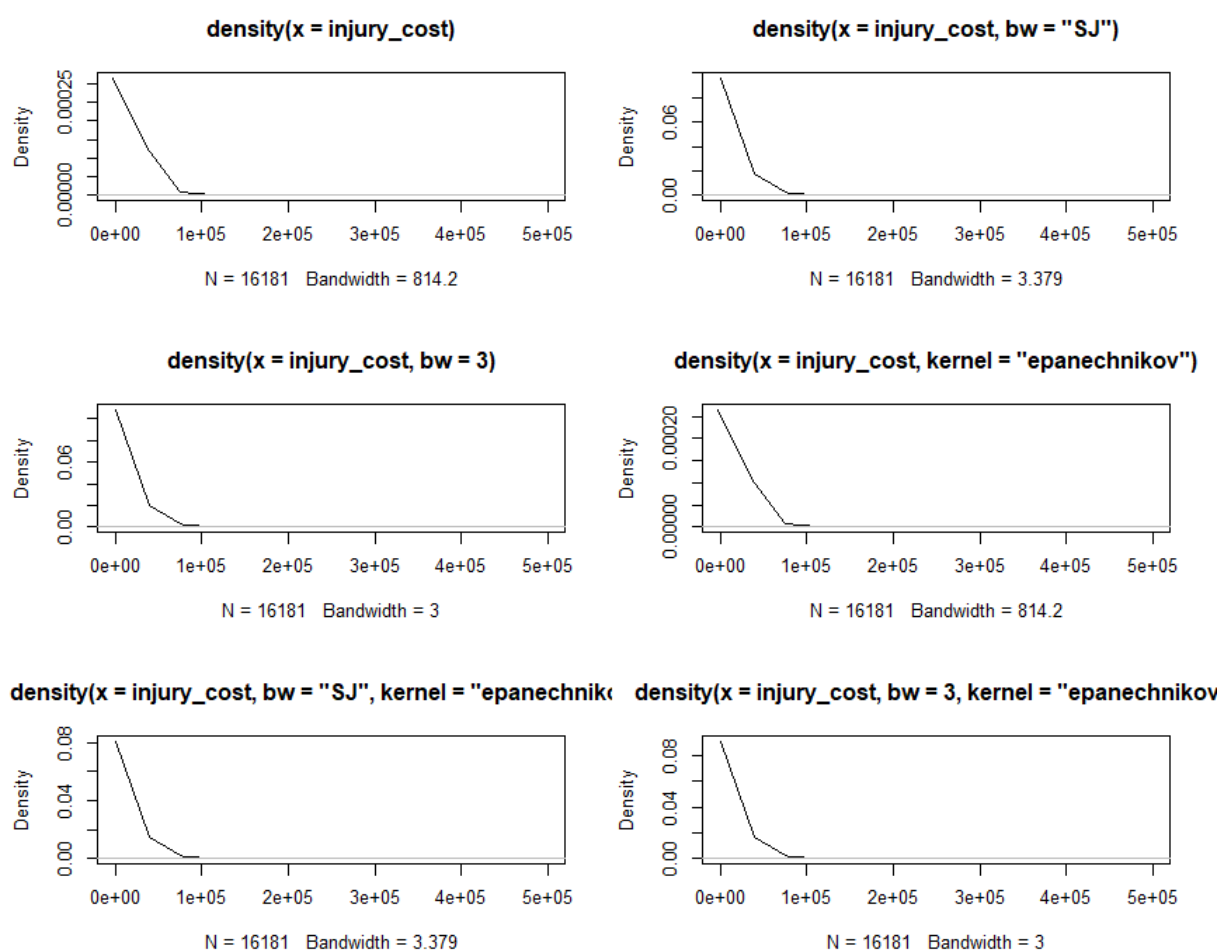 density(x = injury_cost)
Density
0.00000
0.00025
0e+00 1e+05 2e+05 3e+05 4e+05 5e+05
N = 16181 Bandwidth = 814.2
density(x = injury_cost, bw = "SJ")
Density
0.00
0.06
0e+00 1e+05 2e+05 3e+05 4e+05 5e+05
N = 16181 Bandwidth = 3.379
density(x = injury_cost, bw = 3)
Density
0.00
0.06
0e+00 1e+05 2e+05 3e+05 4e+05 5e+05
N = 16181 Bandwidth = 3
density(x = injury_cost, kernel = "epanechnikov")
Density
0.00000
0.00020
0e+00 1e+05 2e+05 3e+05 4e+05 5e+05
N = 16181 Bandwidth = 814.2
density(x = injury_cost, bw = "SJ", kernel = "epanechnik
Density
0.00
0.04
0.08
0e+00 1e+05 2e+05 3e+05 4e+05 5e+05
N = 16181 Bandwidth = 3.379
density(x = injury_cost, bw = 3, kernel = "epanechnikov
Density
0.00
0.04
0.08
0e+00 1e+05 2e+05 3e+05 4e+05 5e+05
N = 16181 Bandwidth = 3